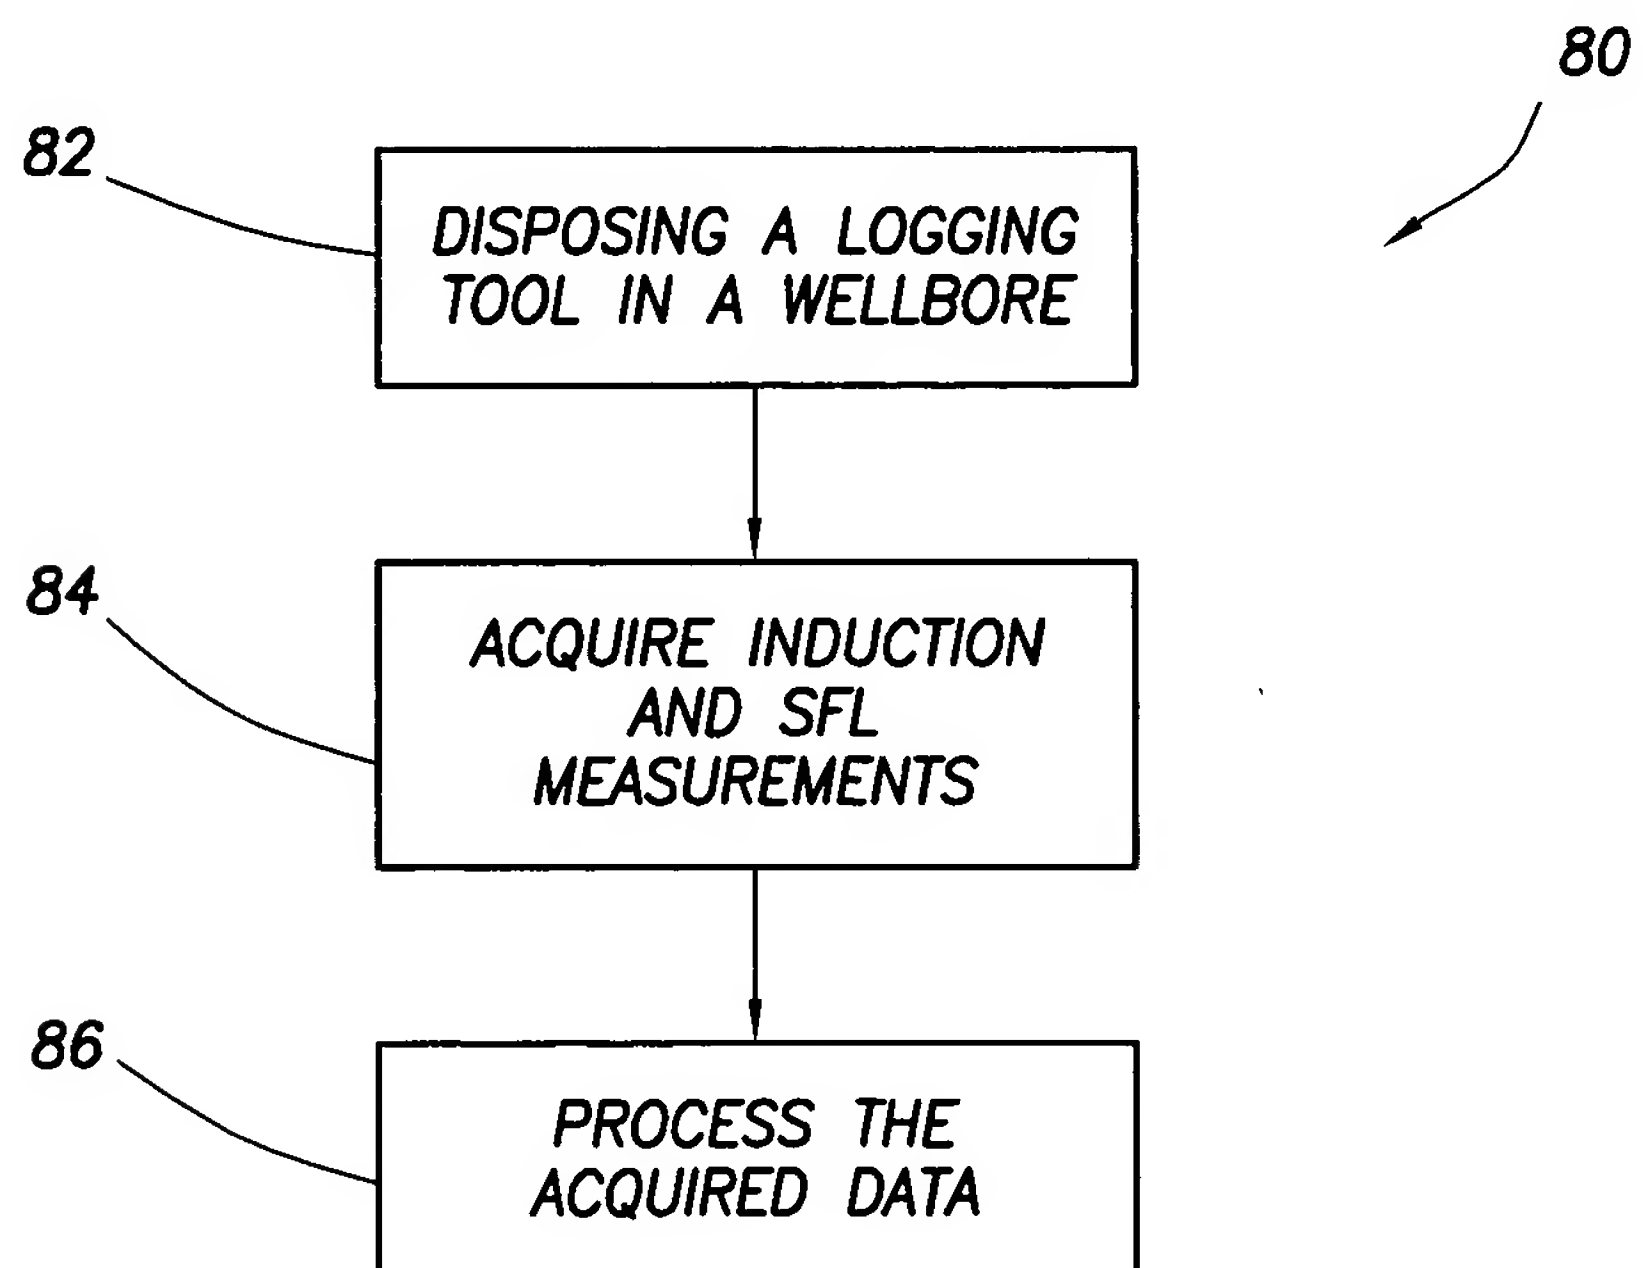 80
82
DISPOSING A LOGGING
TOOL IN A WELLBORE
84
ACQUIRE INDUCTION
AND SFL
MEASUREMENTS
86
PROCESS THE
ACQUIRED DATA